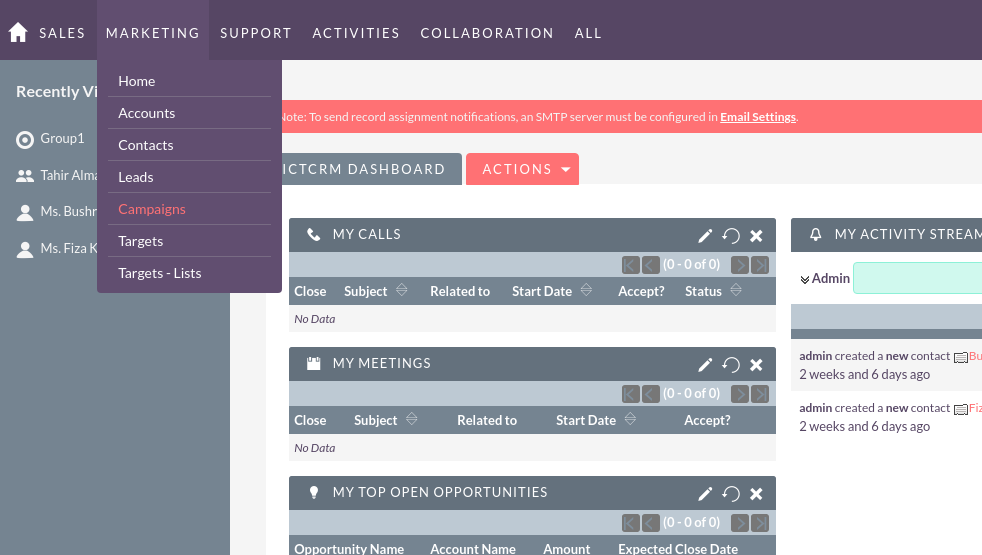 SALES MARKETING SUPPORT ACTIVITIES COLLABORATION ALL
Home
Accounts
Contacts
Leads
Campaigns
Targets
Targets - Lists
Recently Vi
Group1
Tahir Alma
Ms. Bushr
Ms. Fiza K
Note: To send record assignment notifications, an SMTP server must be configured in Email Settings.
ICTCRM DASHBOARD ACTIONS
MY CALLS
(0 - 0 of 0)
Close Subject Related to Start Date Accept? Status
No Data
MY MEETINGS
(0 - 0 of 0)
Close Subject Related to Start Date Accept?
No Data
MY TOP OPEN OPPORTUNITIES
(0 - 0 of 0)
Opportunity Name Account Name Amount Expected Close Date
MY ACTIVITY STREAM
Admin
admin created a new contact Bu
2 weeks and 6 days ago
admin created a new contact Fiz
2 weeks and 6 days ago